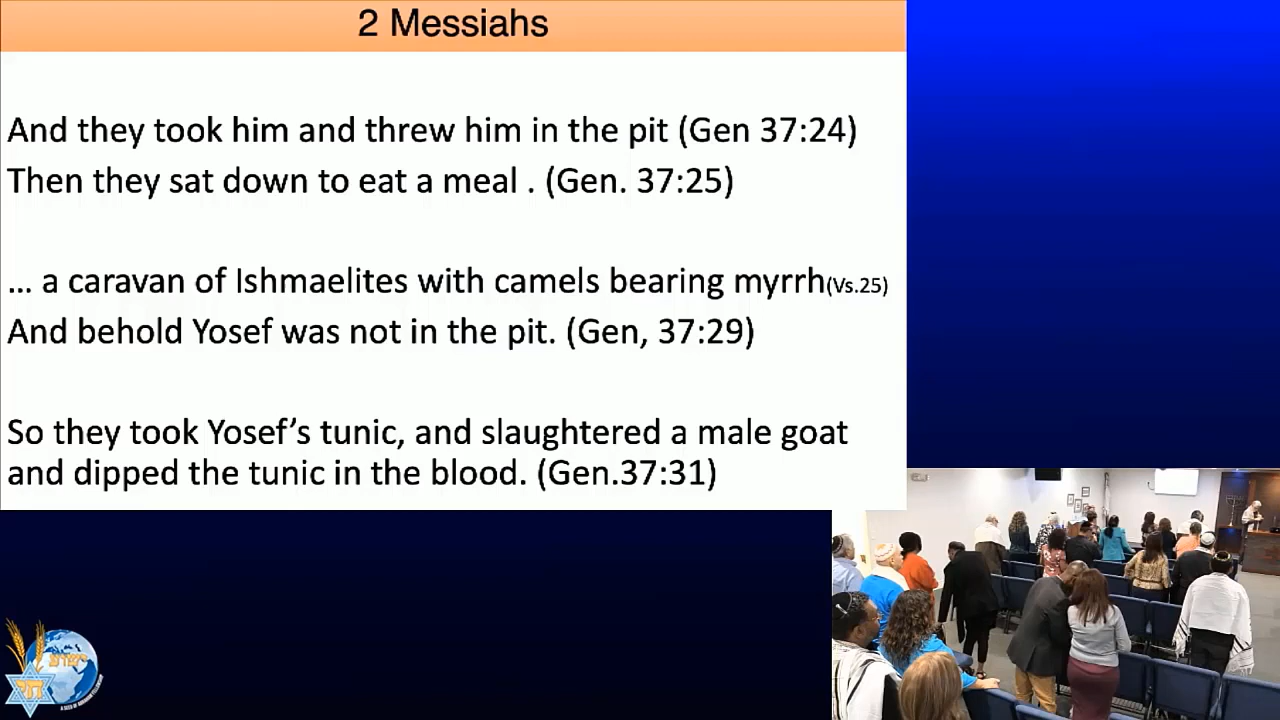 2 Messiahs
And they took him and threw him in the pit (Gen 37:24)
Then they sat down to eat a meal . (Gen. 37:25)
... a caravan of Ishmaelites with camels bearing myrrh(Vs.25)
And behold Yosef was not in the pit. (Gen, 37:29)
So they took Yosef’s tunic, and slaughtered a male goat
and dipped the tunic in the blood. (Gen.37:31)